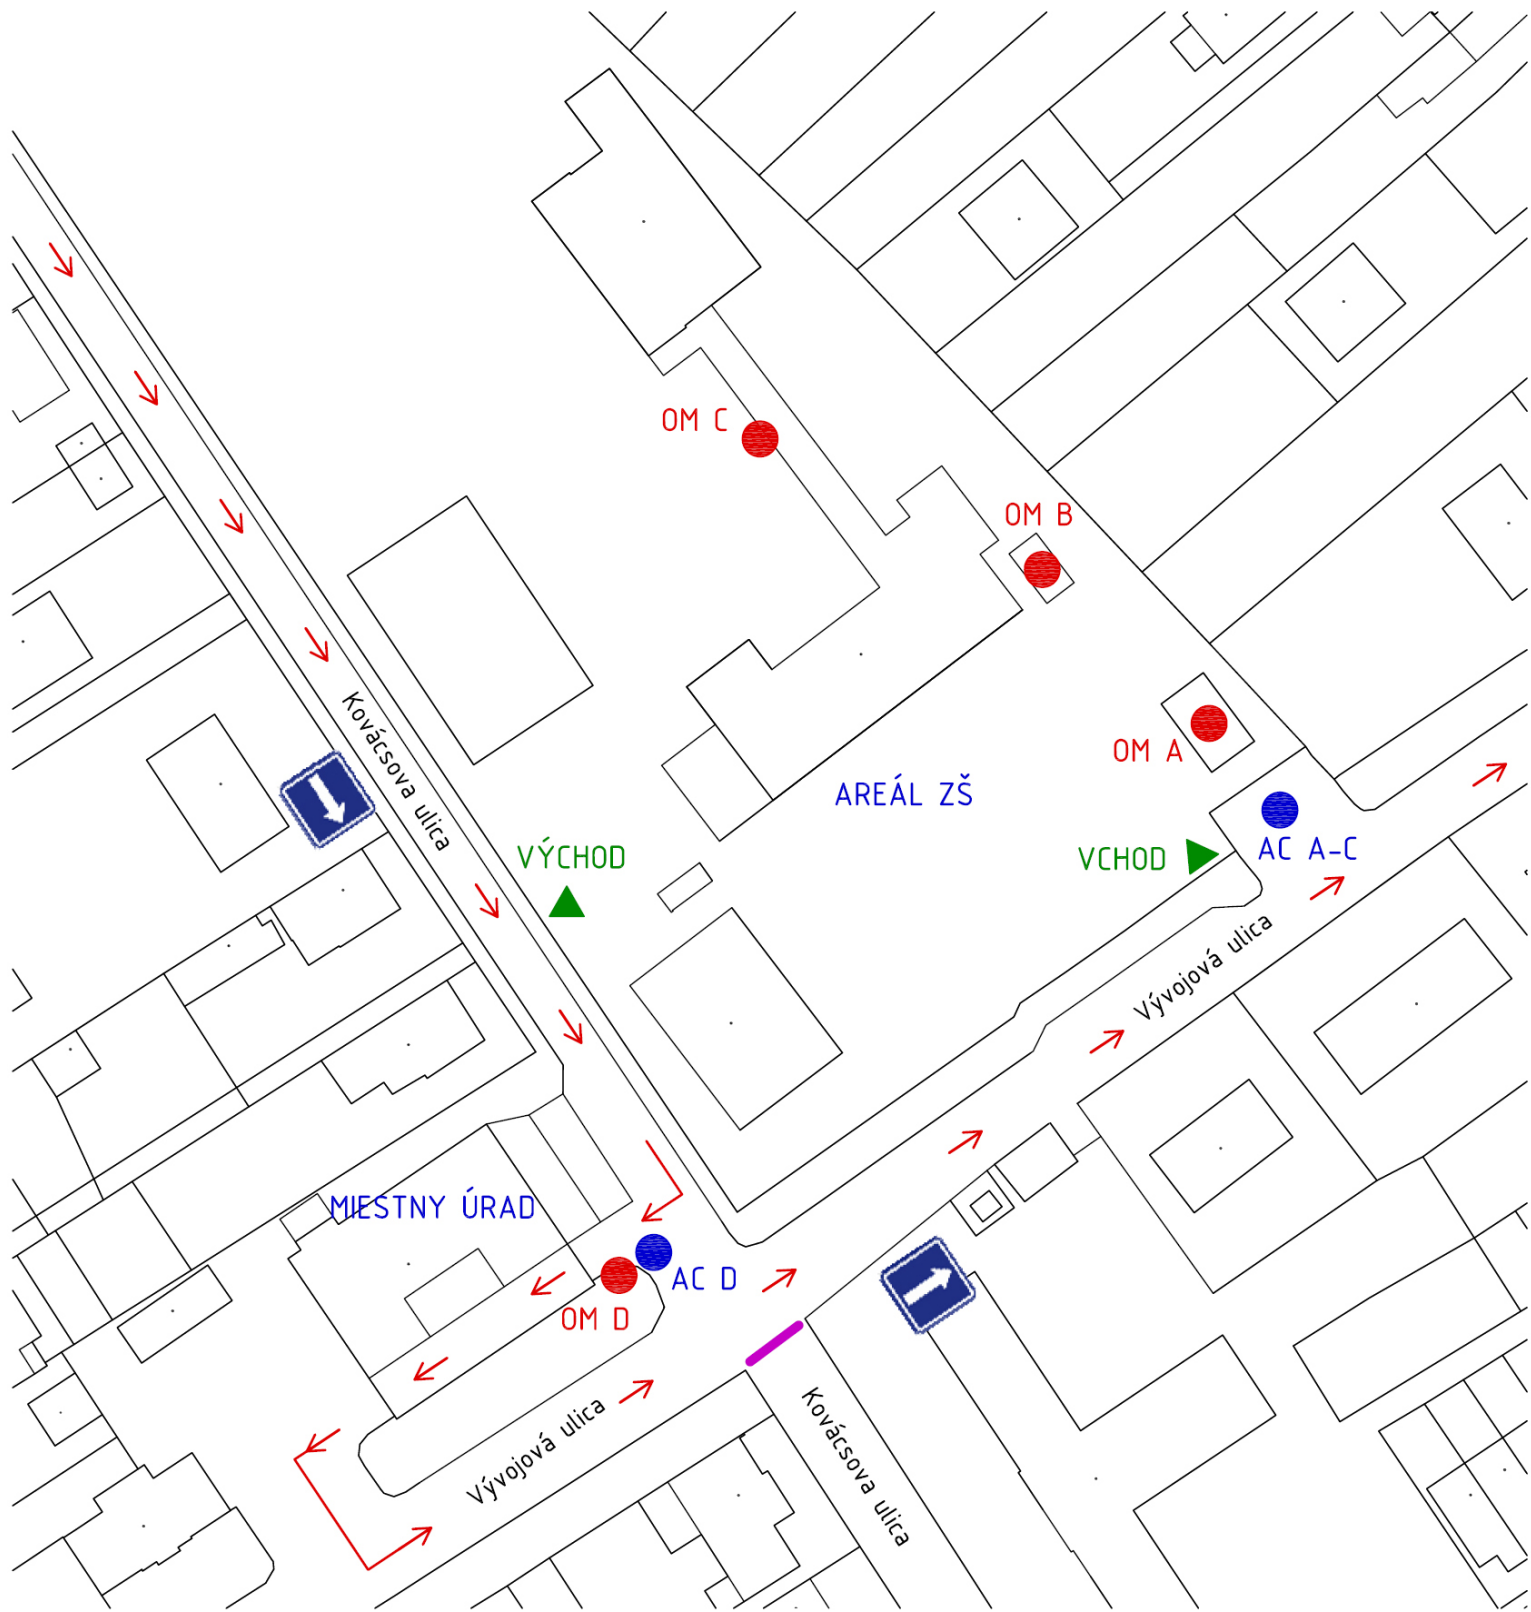 OM C
OM B
Kovácsova ulica
OM A
AREÁL ZŠ
VÝCHOD
VCHOD
AC A-C
Vývojová ulica
MIESTNY ÚRAD
AC D
OM D
Vývojová ulica
Kovácsova ulica